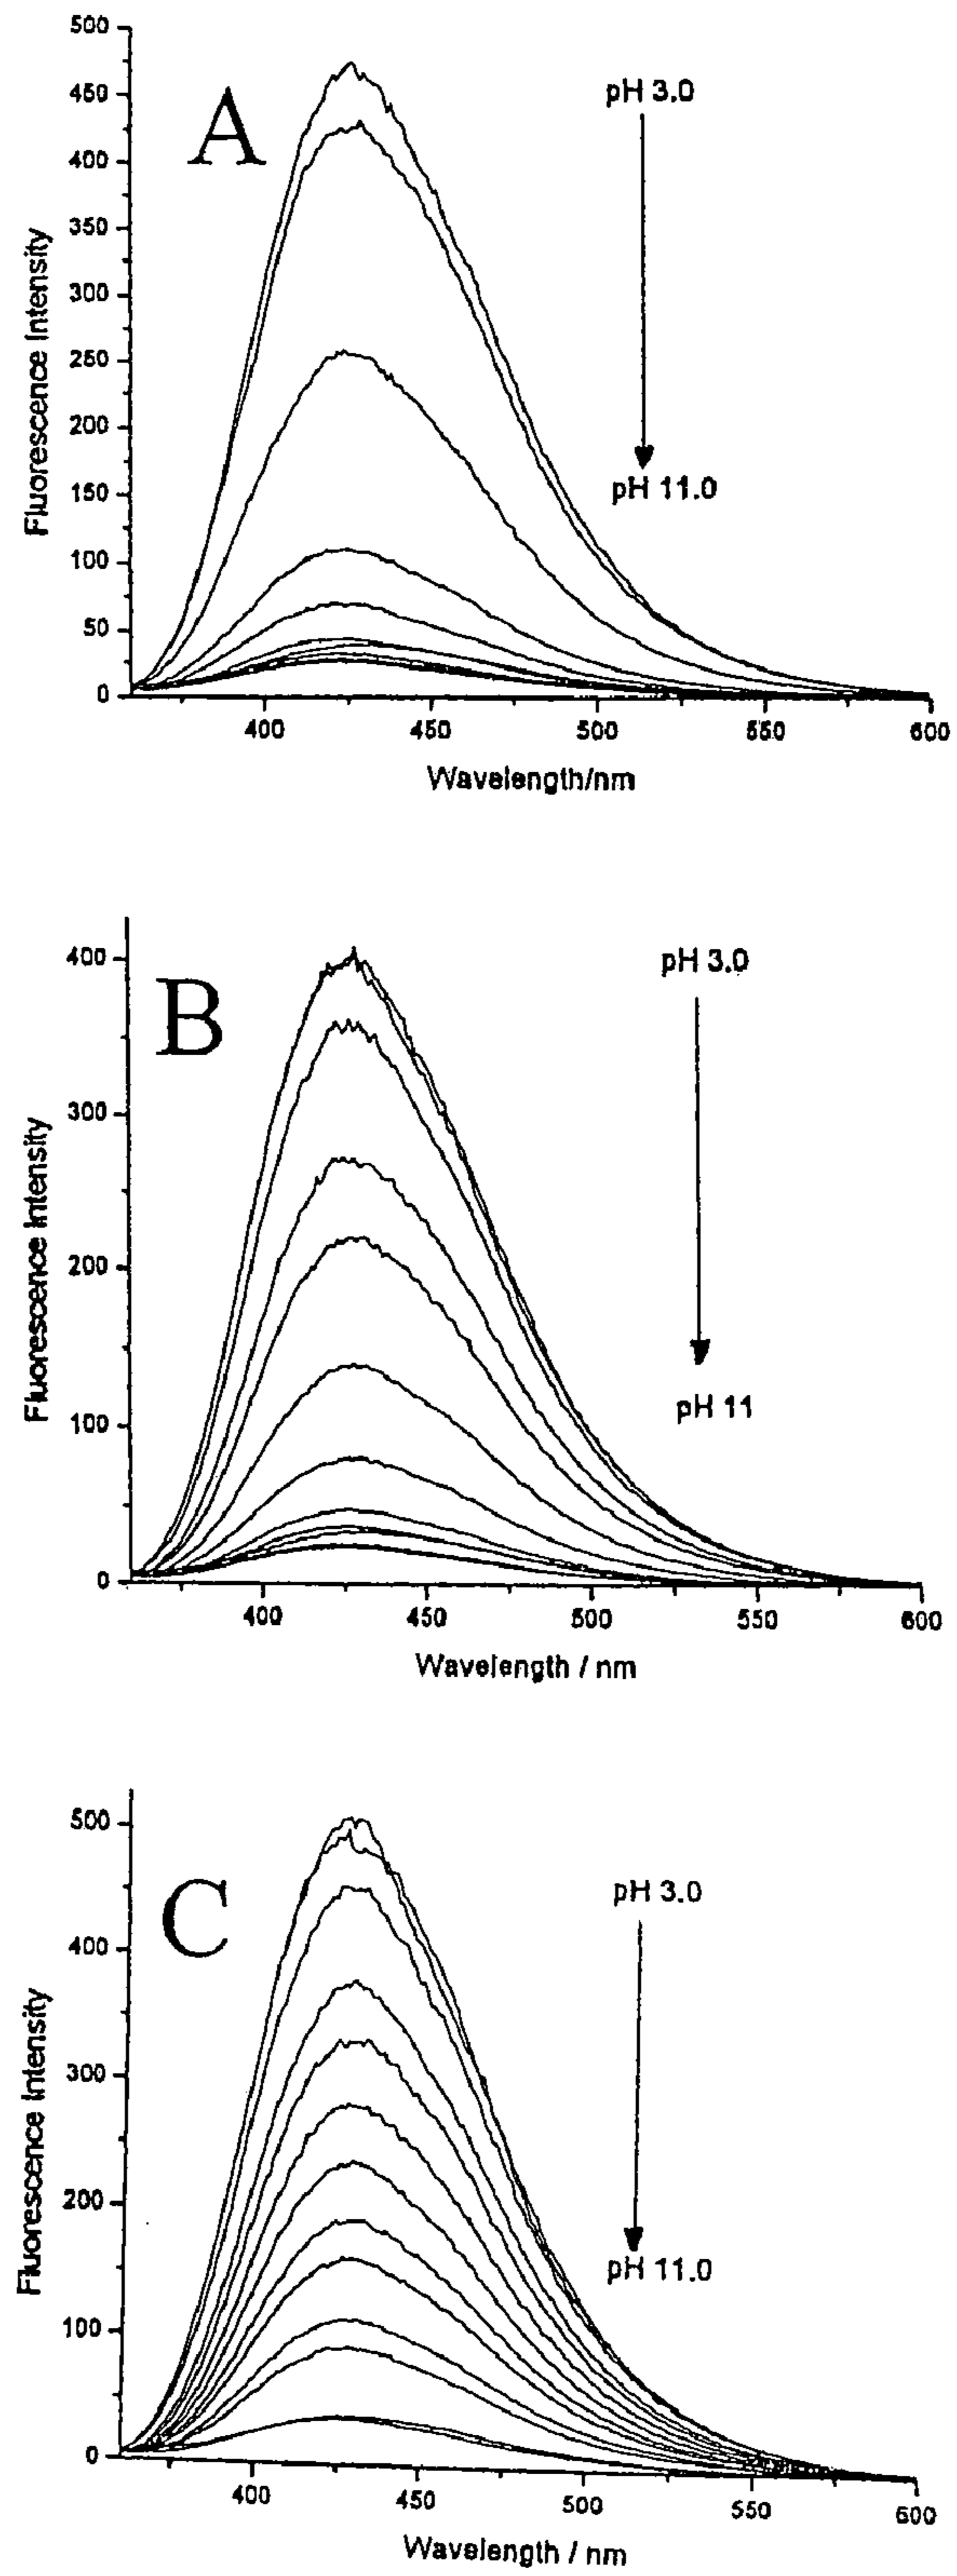 500
A
pH 3.0
450
400
350
300
250
200
150
100
50
0
pH 11.0
Fluorescence Intensity
400 450 500 550 600
Wavelength/nm
B
pH 3.0
400
300
200
100
0
pH 11
Fluorescence Intensity
400 450 500 550 600
Wavelength / nm
C
pH 3.0
500
400
300
200
100
0
pH 11.0
Fluorescence Intensity
400 450 500 550 600
Wavelength / nm